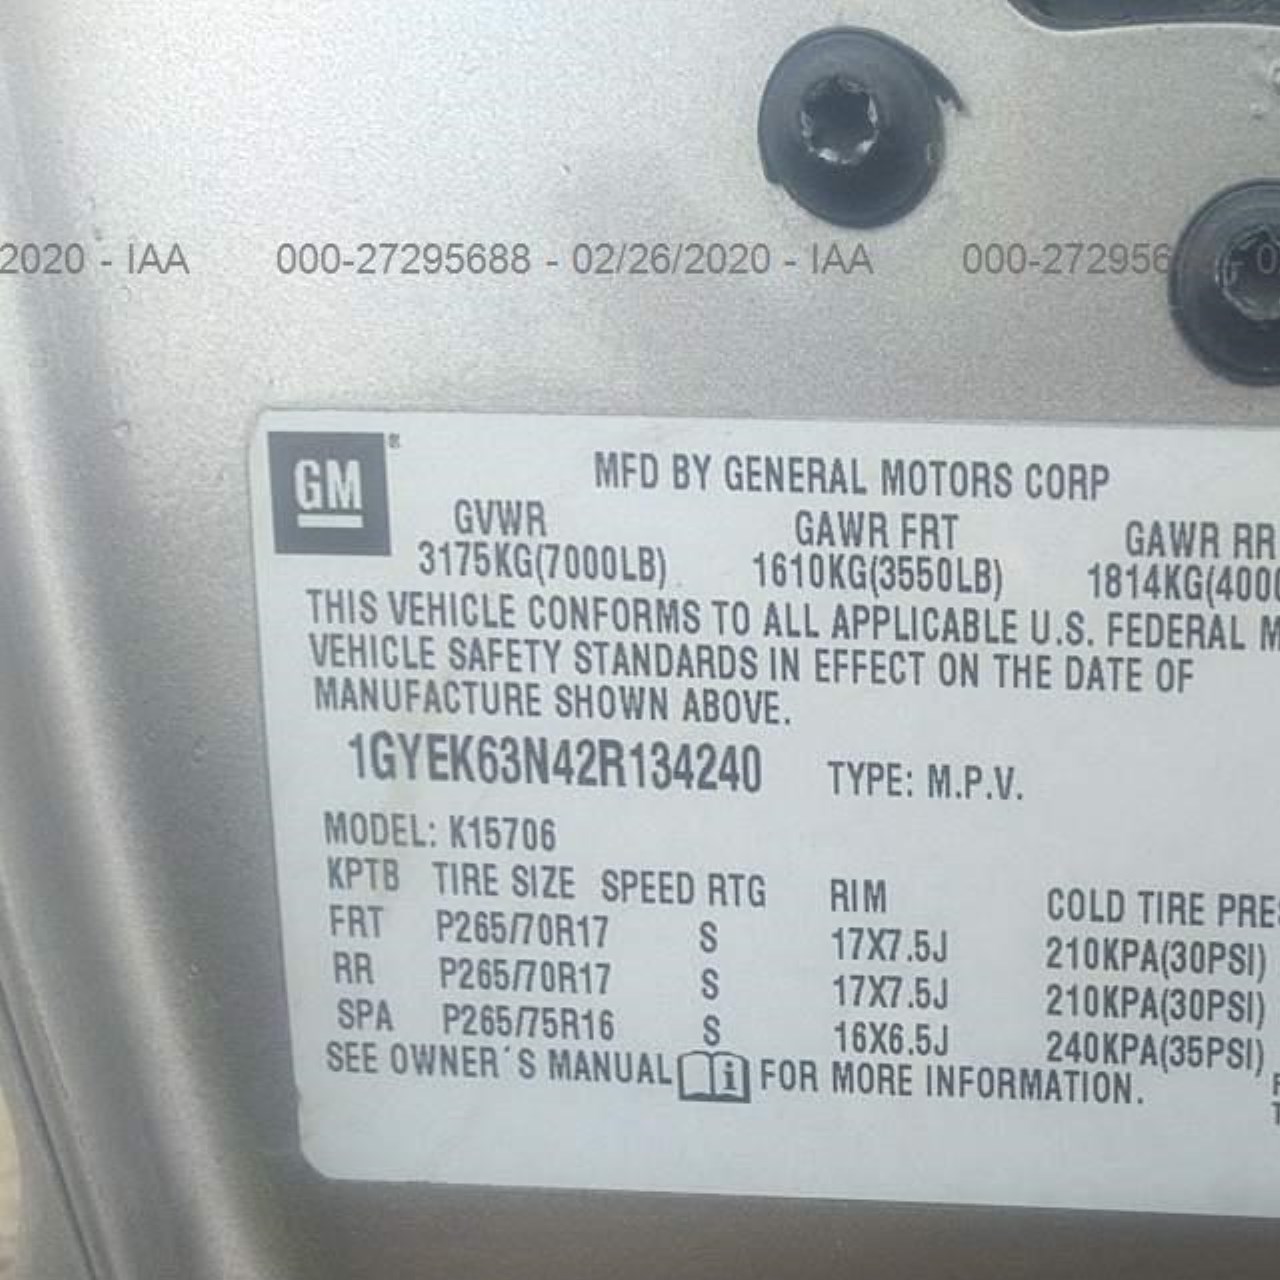 2020 - IAA 000-27295688 - 02/26/2020 - IAA 000-272956
GM®
MFD BY GENERAL MOTORS CORP
GVWR GAWR FRT GAWR RR
3175KG(7000LB) 1610KG(3550LB) 1814KG(400
THIS VEHICLE CONFORMS TO ALL APPLICABLE U.S. FEDERAL M
VEHICLE SAFETY STANDARDS IN EFFECT ON THE DATE OF
MANUFACTURE SHOWN ABOVE.
1GYEK63N42R134240 TYPE: M.P.V.
MODEL: K15706
KPTB TIRE SIZE SPEED RTG RIM COLD TIRE PRE
FRT P265/70R17 S 17X7.5J 210KPA(30PSI)
RR P265/70R17 S 17X7.5J 210KPA(30PSI)
SPA P265/75R16 S 16X6.5J 240KPA(35PSI)
SEE OWNER´S MANUAL i FOR MORE INFORMATION.